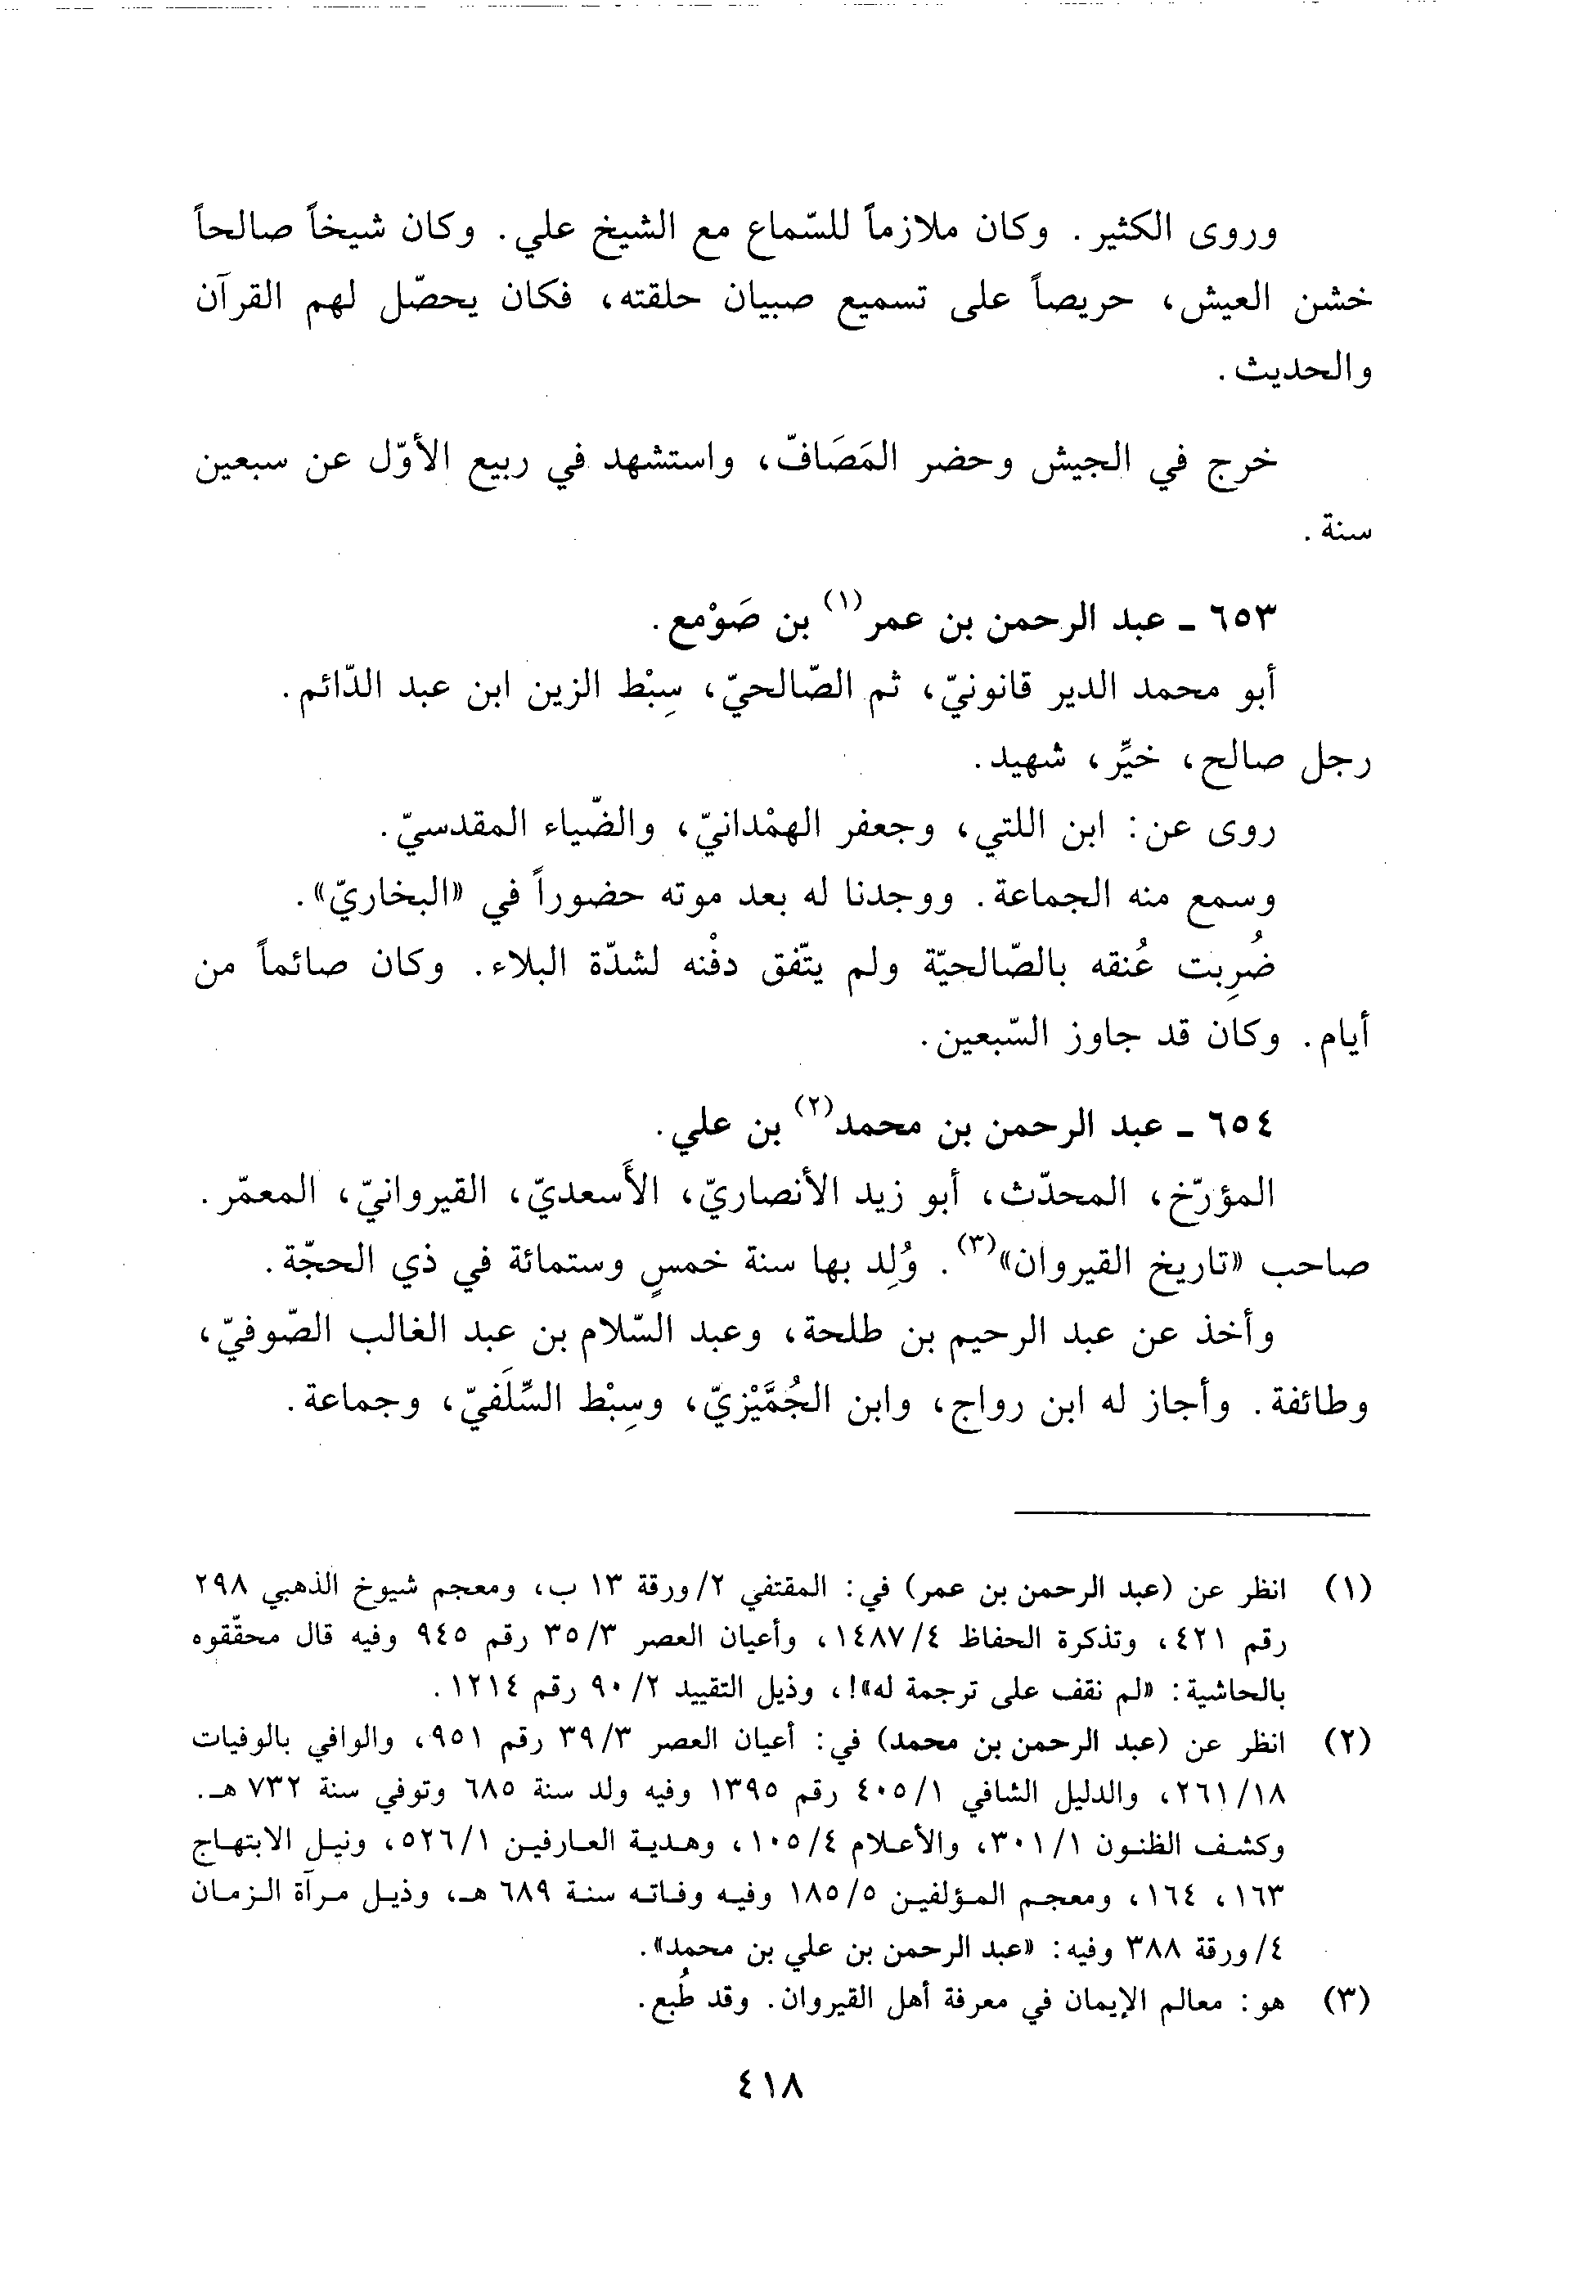 وروى الكثير. وكان ملازماً للسّماع مع الشيخ علي. وكان شيخاً صالحاً
خشن العيش، حريصاً على تسميع صبيان حلقته، فكان يحصّل لهم القرآن
والحديث.
خرج في الجيش وحضر المَصَافّ، واستشهد في ربيع الأوّل عن سبعين
سنة.
٦٥٣ ـ عبد الرحمن بن عمر(١) بن صَوْمع.
أبو محمد الدير قانونيّ، ثم الصّالحيّ، سِبْط الزين ابن عبد الدّائم.
رجل صالح، خيِّر، شهيد.
روى عن: ابن اللتي، وجعفر الهمْدانيّ، والضّياء المقدسيّ.
وسمع منه الجماعة. ووجدنا له بعد موته حضوراً في «البخاريّ».
ضُرِبت عُنقه بالصّالحيّة ولم يتّفق دفْنه لشدّة البلاء. وكان صائماً من
أيام. وكان قد جاوز السّبعين.
٦٥٤ ـ عبد الرحمن بن محمد(٢) بن علي.
المؤرّخ، المحدّث، أبو زيد الأنصاريّ، الأَسعديّ، القيروانيّ، المعمّر.
صاحب «تاريخ القيروان»(٣). وُلِد بها سنة خمسٍ وستمائة في ذي الحجّة.
وأخذ عن عبد الرحيم بن طلحة، وعبد السّلام بن عبد الغالب الصّوفيّ،
وطائفة. وأجاز له ابن رواج، وابن الجُمَّيْزيّ، وسِبْط السِّلَفيّ، وجماعة.
(١) انظر عن (عبد الرحمن بن عمر) في: المقتفي ٢/ورقة ١٣ ب، ومعجم شيوخ الذهبي ٢٩٨
رقم ٤٢١، وتذكرة الحفاظ ١٤٨٧/٤، وأعيان العصر ٣٥/٣ رقم ٩٤٥ وفيه قال محقّقوه
بالحاشية: «لم نقف على ترجمة له»!، وذيل التقييد ٩٠/٢ رقم ١٢١٤.
(٢) انظر عن (عبد الرحمن بن محمد) في: أعيان العصر ٣٩/٣ رقم ٩٥١، والوافي بالوفيات
٢٦١/١٨، والدليل الشافي ٤٠٥/١ رقم ١٣٩٥ وفيه ولد سنة ٦٨٥ وتوفي سنة ٧٣٢ هـ.
وكشف الظنون ٣٠١/١، والأعلام ١٠٥/٤، وهدية العارفين ٥٢٦/١، ونيل الابتهاج
١٦٣، ١٦٤، ومعجم المؤلفين ١٨٥/٥ وفيه وفاته سنة ٦٨٩ هـ، وذيل مرآة الزمان
٤/ورقة ٣٨٨ وفيه: «عبد الرحمن بن علي بن محمد».
(٣) هو: معالم الإيمان في معرفة أهل القيروان. وقد طُبع.
٤١٨